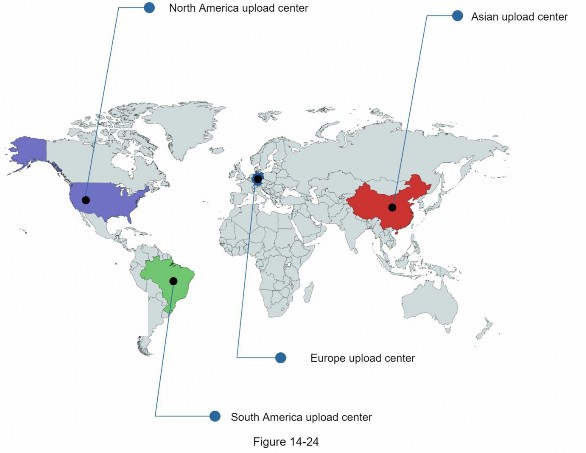 North America upload center
Asian upload center
Europe upload center
South America upload center
Figure 14-24